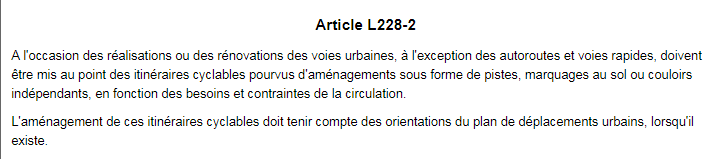 Article L228-2
A l'occasion des réalisations ou des rénovations des voies urbaines, à l'exception des autoroutes et voies rapides, doivent
être mis au point des itinéraires cyclables pourvus d'aménagements sous forme de pistes, marquages au sol ou couloirs
indépendants, en fonction des besoins et contraintes de la circulation.
L'aménagement de ces itinéraires cyclables doit tenir compte des orientations du plan de déplacements urbains, lorsqu'il
existe.